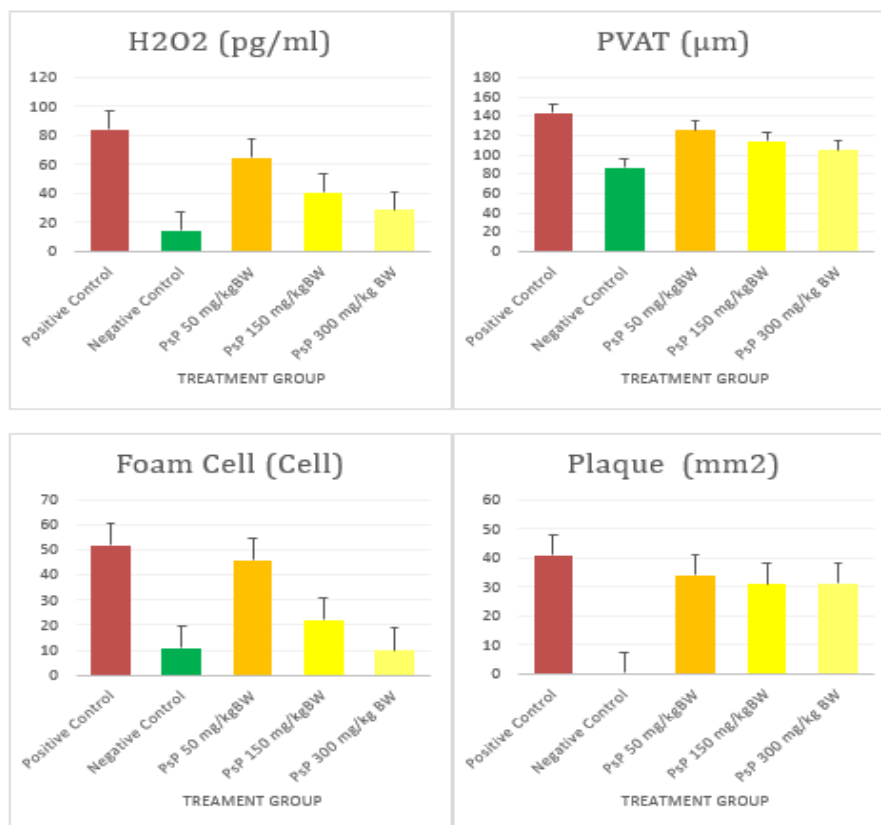 H2O2 (pg/ml)
120
100
80
60
40
20
0
Positive Control
Negative Control
PsP 50 mg/kgBW
PsP 150 mg/kgBW
PsP 300 mg/kg BW
TREATMENT GROUP
PVAT (μm)
180
160
140
120
100
80
60
40
20
0
Positive Control
Negative Control
PsP 50 mg/kgBW
PsP 150 mg/kgBW
PsP 300 mg/kg BW
TREATMENT GROUP
Foam Cell (Cell)
70
60
50
40
30
20
10
0
Positive Control
Negative Control
PsP 50 mg/kgBW
PsP 150 mg/kgBW
PsP 300 mg/kg BW
TREAMENT GROUP
Plaque (mm2)
60
50
40
30
20
10
0
Positive Control
Negative Control
PsP 50 mg/kgBW
PsP 150 mg/kgBW
PsP 300 mg/kg BW
TREATMENT GROUP